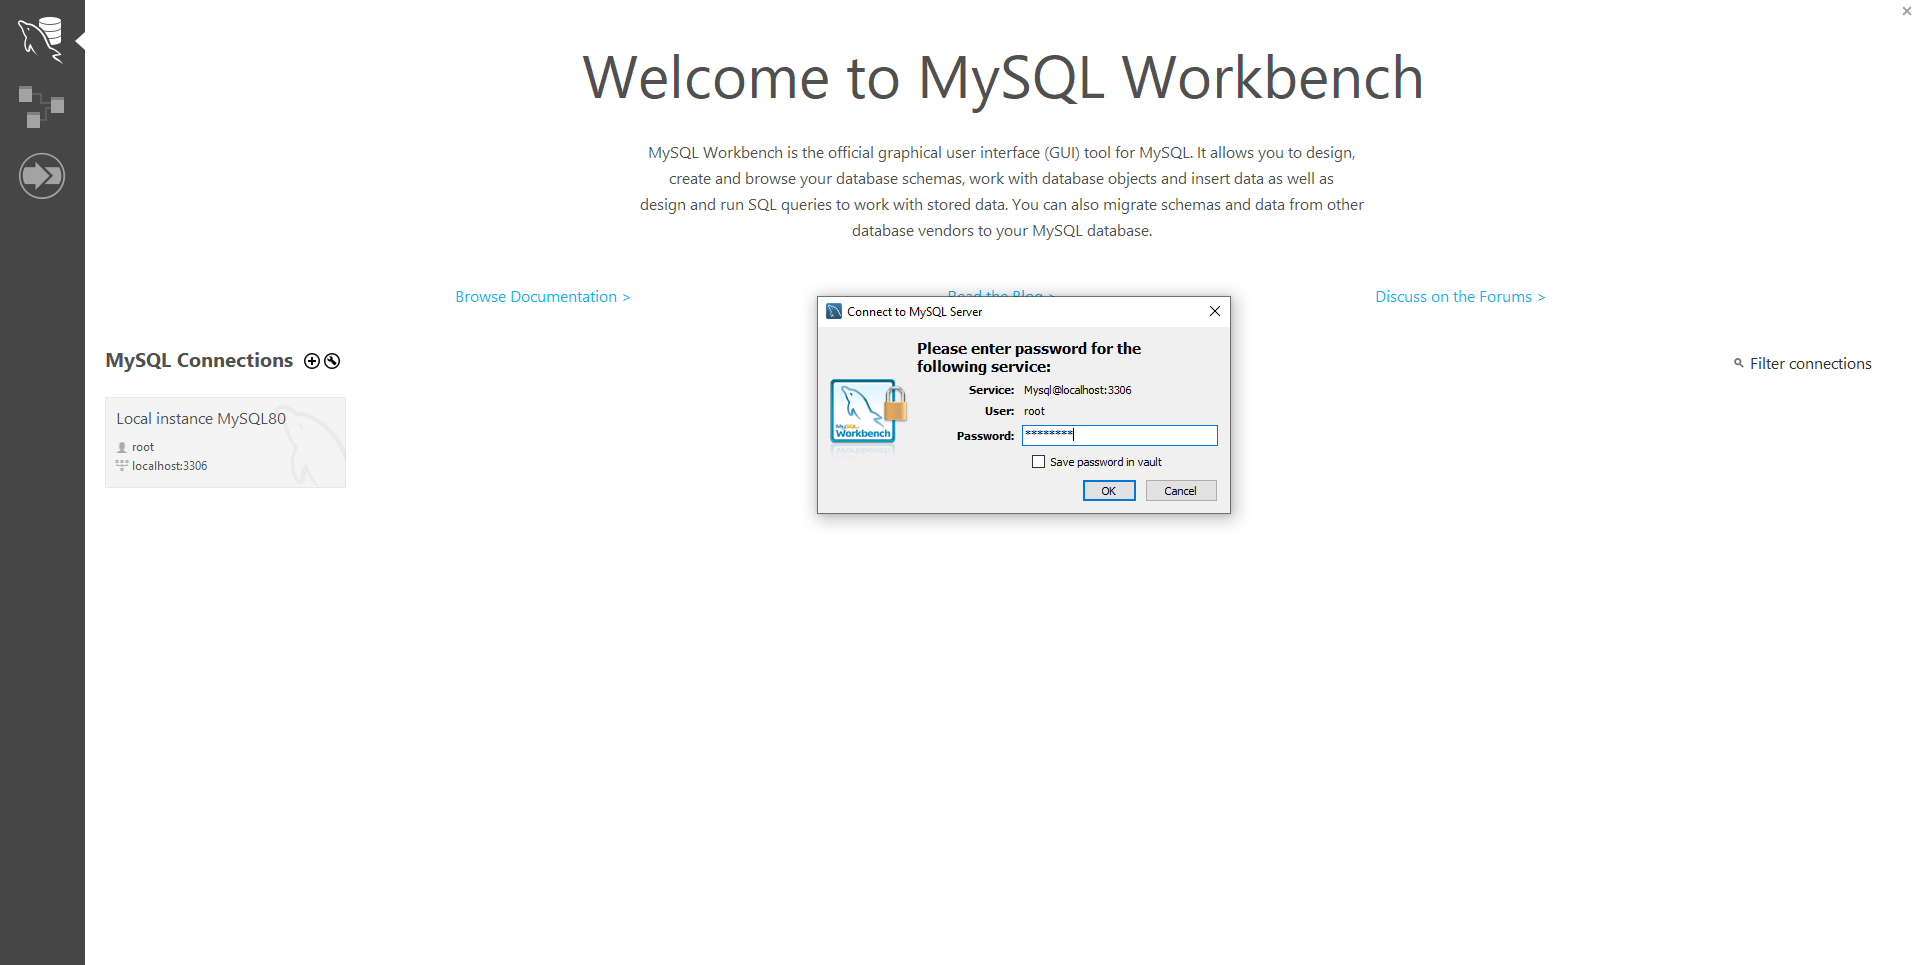 Welcome to MySQL Workbench
MySQL Workbench is the official graphical user interface (GUI) tool for MySQL. It allows you to design,
create and browse your database schemas, work with database objects and insert data as well as
design and run SQL queries to work with stored data. You can also migrate schemas and data from other
database vendors to your MySQL database.
Browse Documentation >
Read the Blog >
Discuss on the Forums >
MySQL Connections
Filter connections
Local instance MySQL80
root
localhost:3306
Connect to MySQL Server
Please enter password for the
following service:
Service: Mysql@localhost:3306
User: root
Password: ********
Save password in vault
OK Cancel
MySQL
Workbench